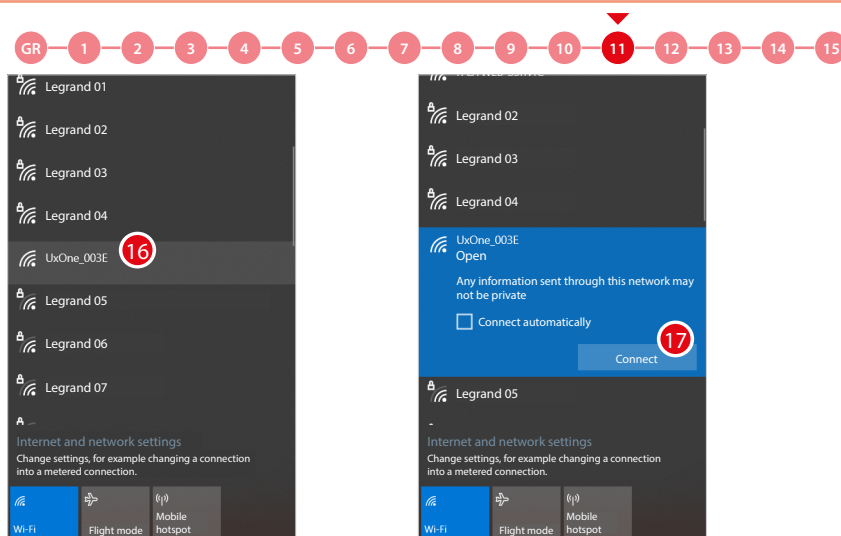 GR 1 2 3 4 5 6 7 8 9 10 11 12 13 14 15
Legrand 01
Legrand 02
Legrand 03
Legrand 04
UxOne_003E
16
Legrand 05
Legrand 06
Legrand 07
Internet and network settings
Change settings, for example changing a connection
into a metered connection.
Wi-Fi
Flight mode
Mobile
hotspot
Legrand 02
Legrand 03
Legrand 04
UxOne_003E
Open
Any information sent through this network may
not be private
Connect automatically
17
Connect
Legrand 05
Internet and network settings
Change settings, for example changing a connection
into a metered connection.
Wi-Fi
Flight mode
Mobile
hotspot